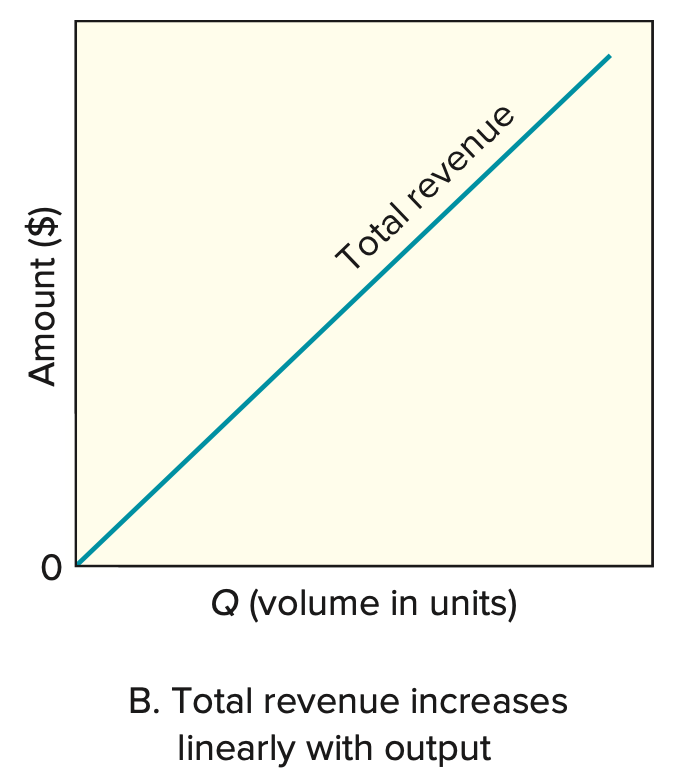 Total revenue
Amount ($)
0
Q (volume in units)
B. Total revenue increases
linearly with output